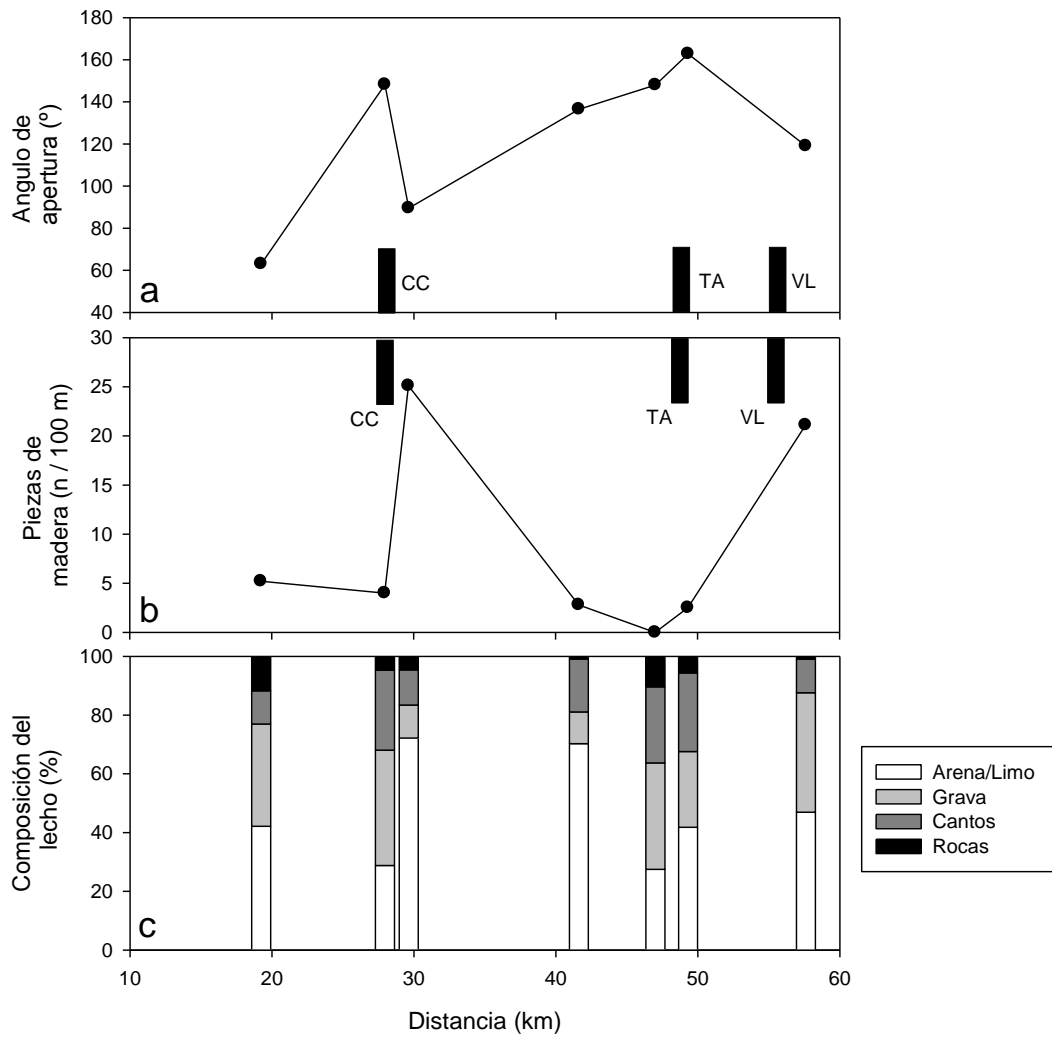 180
160
140
120
100
80
60
40
Angulo de
apertura (º)
a
CC
TA
VL
30
25
20
15
10
5
0
Piezas de
madera (n / 100 m)
b
CC
TA
VL
100
80
60
40
20
0
Composición del
lecho (%)
c
10 20 30 40 50 60
Distancia (km)
Arena/Limo
Grava
Cantos
Rocas